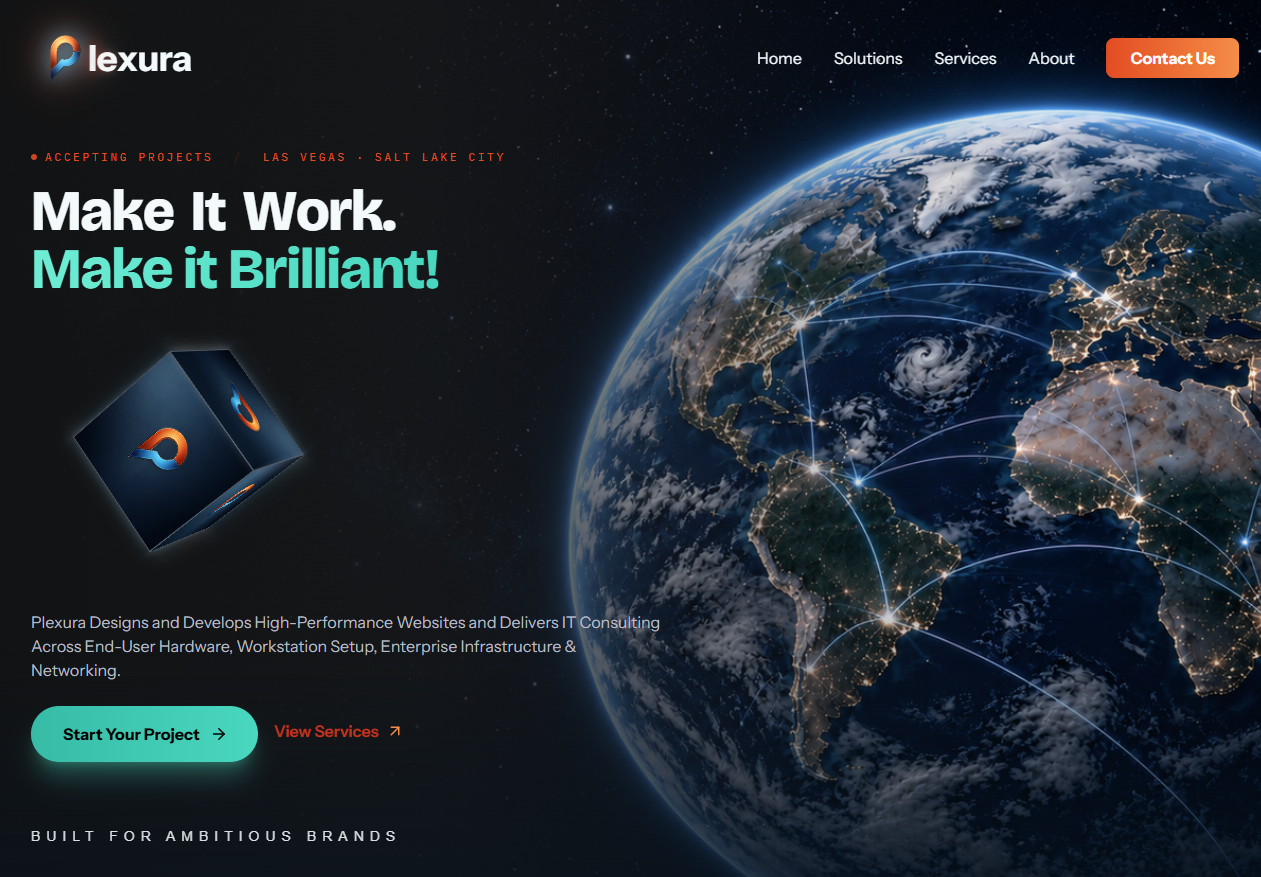 lexura
Home Solutions Services About Contact Us
ACCEPTING PROJECTS / LAS VEGAS · SALT LAKE CITY
Make It Work.
Make it Brilliant!
Plexura Designs and Develops High-Performance Websites and Delivers IT Consulting
Across End-User Hardware, Workstation Setup, Enterprise Infrastructure &
Networking.
Start Your Project → View Services ↗
BUILT FOR AMBITIOUS BRANDS